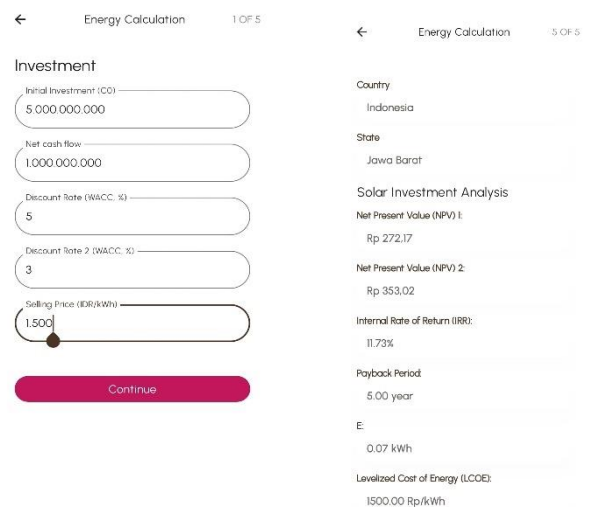 Energy Calculation 1 OF 5
Investment
Initial Investment (C0)
5.000.000.000
Net cash flow
1.000.000.000
Discount Rate (WACC, %)
5
Discount Rate 2 (WACC, %)
3
Selling Price (IDR/kWh)
1.500
Continue
Energy Calculation 5 OF 5
Country
Indonesia
State
Jawa Barat
Solar Investment Analysis
Net Present Value (NPV) 1:
Rp 272,17
Net Present Value (NPV) 2:
Rp 353,02
Internal Rate of Return (IRR):
11.73%
Payback Period:
5.00 year
E:
0.07 kWh
Levelized Cost of Energy (LCOE):
1500.00 Rp/kWh